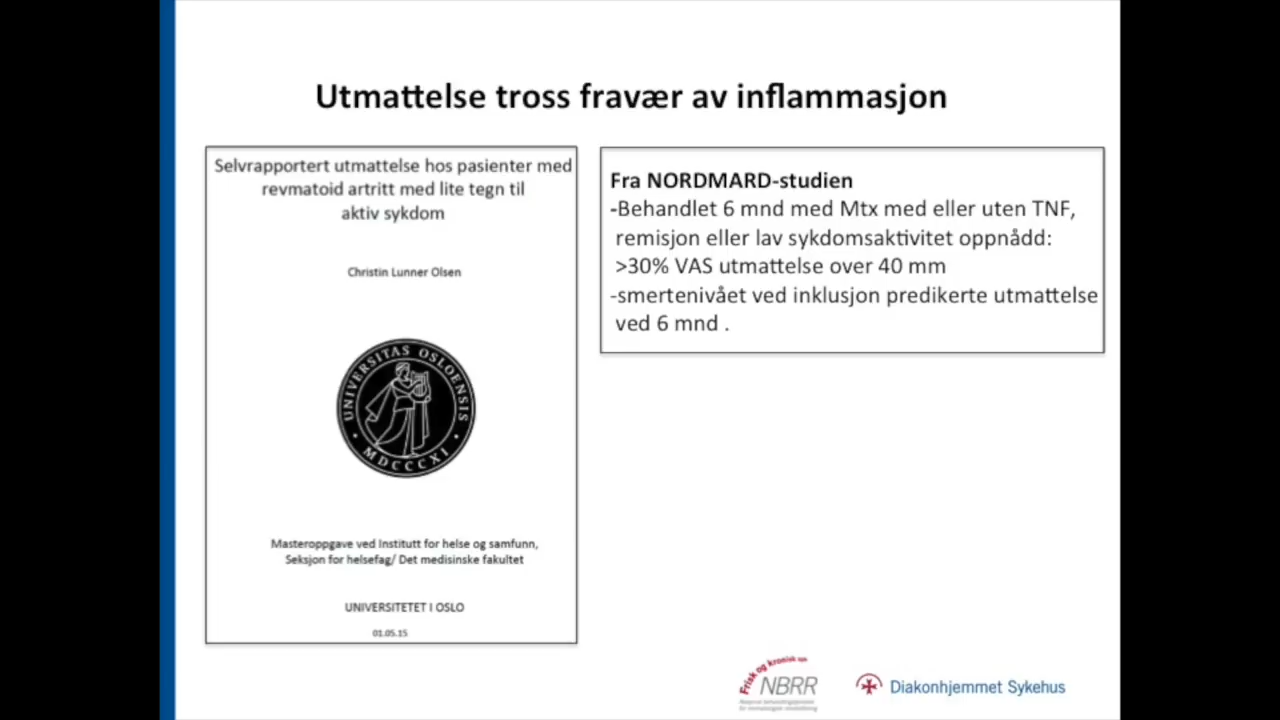 Utmattelse tross fravær av inflammasjon
Selvrapportert utmattelse hos pasienter med
revmatoid artritt med lite tegn til
aktiv sykdom
Christin Lunner Olsen
UNIVERSITAS OSLOENSIS
MDCCCXI
Masteroppgave ved Institutt for helse og samfunn,
Seksjon for helsefag/ Det medisinske fakultet
UNIVERSITETET I OSLO
01.05.15
Fra NORDMARD-studien
-Behandlet 6 mnd med Mtx med eller uten TNF,
remisjon eller lav sykdomsaktivitet oppnådd:
>30% VAS utmattelse over 40 mm
-smertenivået ved inklusjon predikerte utmattelse
ved 6 mnd .
Frisk og kronisk syk
NBRR
Diakonhjemmet Sykehus